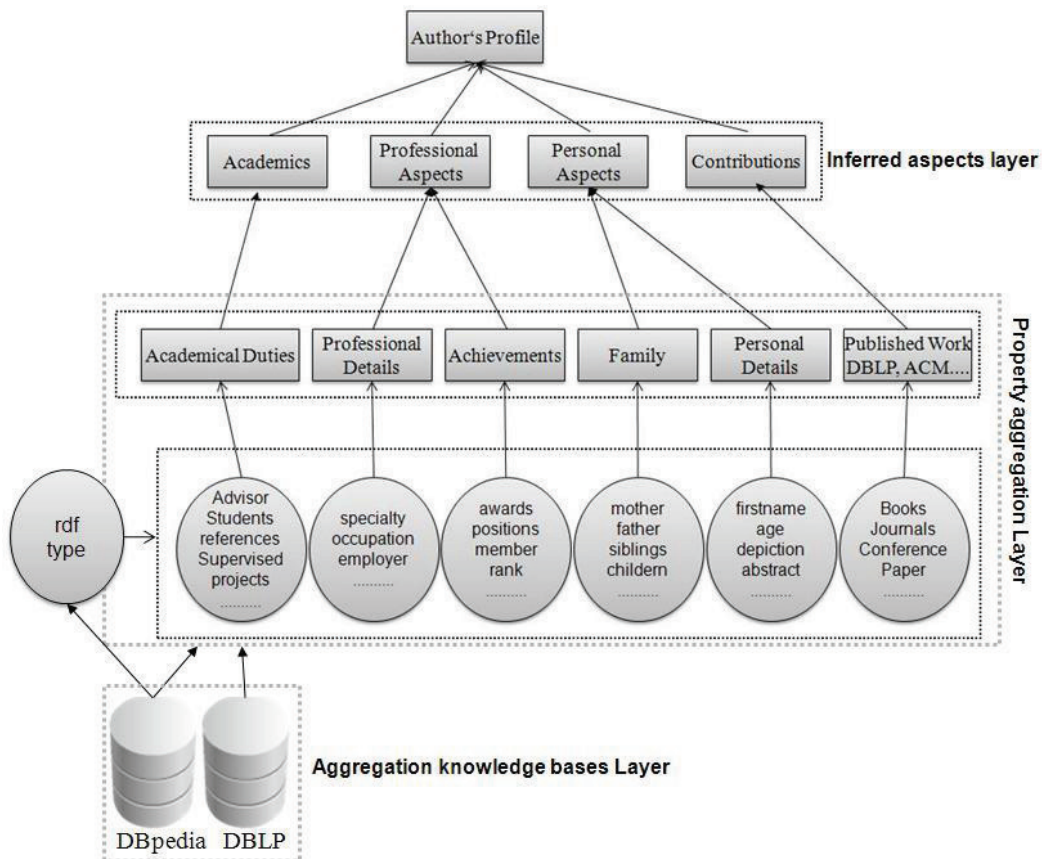 Author's Profile
Academics
Professional
Aspects
Personal
Aspects
Contributions
Inferred aspects layer
Academical Duties
Professional
Details
Achievements
Family
Personal
Details
Published Work
DBLP, ACM....
Property aggregation Layer
rdf
type
Advisor
Students
references
Supervised
projects
..........
specialty
occupation
employer
..........
awards
positions
member
rank
..........
mother
father
siblings
childern
..........
firstname
age
depiction
abstract
..........
Books
Journals
Conference
Paper
..........
Aggregation knowledge bases Layer
DBpedia
DBLP